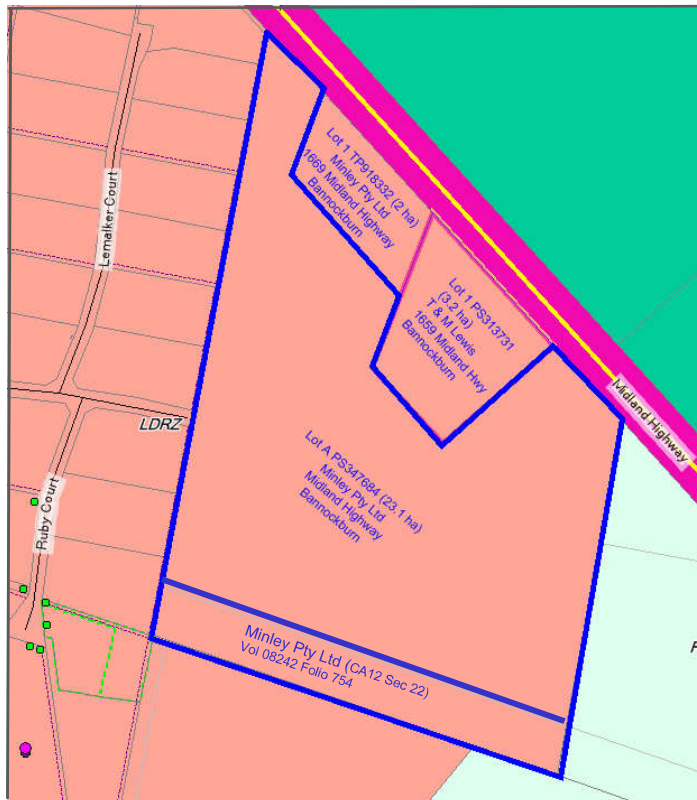 Lot 1 TP918332 (2 ha)
Minley Pty Ltd
1669 Midland Highway
Bannockburn
Lemalker Court
Lot 1 PS313731
(3.2 ha)
T & M Lewis
1659 Midland Hwy
Bannockburn
Midland Highway
LDRZ
Lot A PS347684 (23.1 ha)
Minley Pty Ltd
Midland Highway
Bannockburn
Ruby Court
Minley Pty Ltd (CA12 Sec 22)
Vol 08242 Folio 754